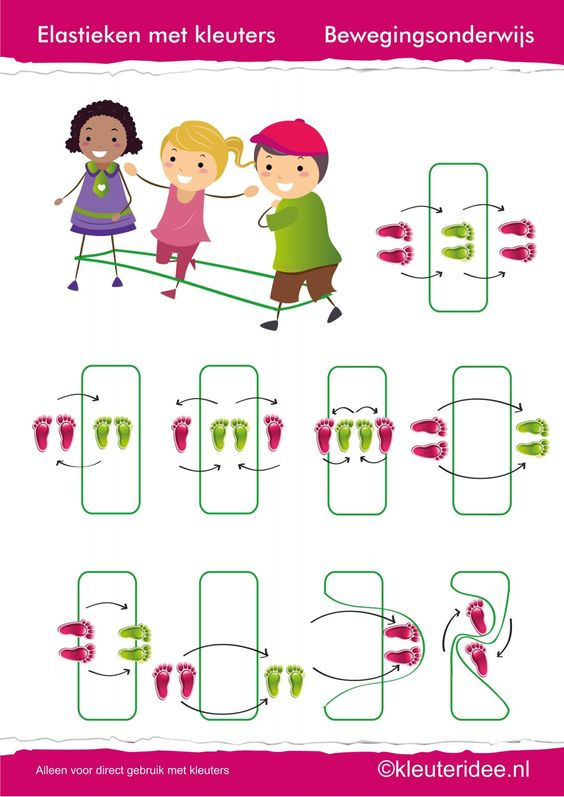 Elastieken met kleuters Bewegingsonderwijs
Alleen voor direct gebruik met kleuters ©kleuteridee.nl